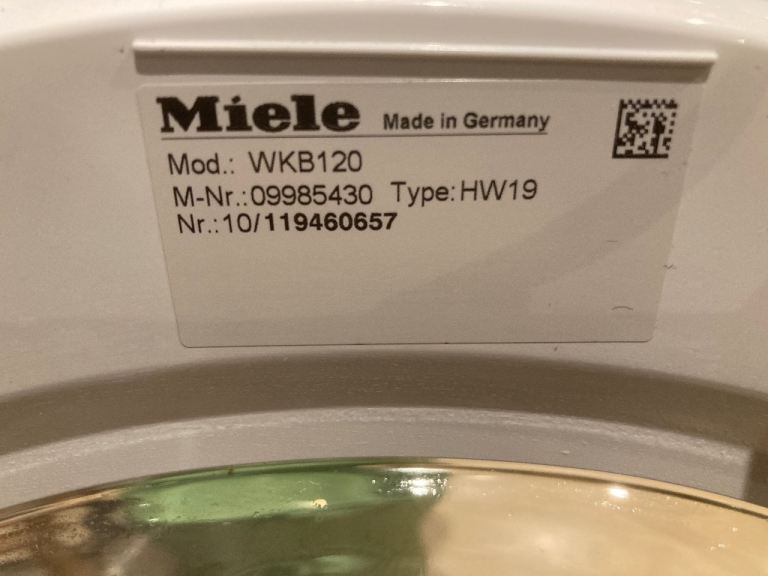 Miele Made in Germany
Mod.: WKB120
M-Nr.:09985430 Type:HW19
Nr.:10/119460657